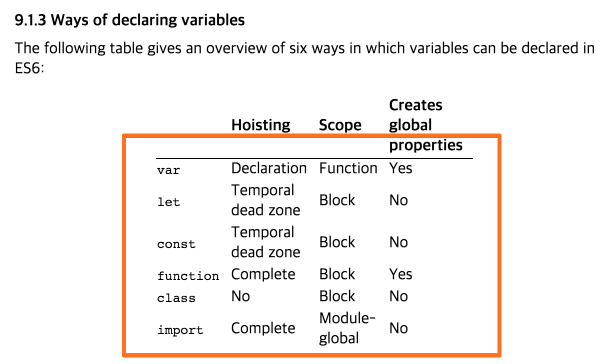 9.1.3 Ways of declaring variables
The following table gives an overview of six ways in which variables can be declared in
ES6:
Creates
Hoisting Scope global
properties
var Declaration Function Yes
Temporal
let Block No
dead zone
Temporal
const Block No
dead zone
function Complete Block Yes
class No Block No
Module-
import Complete No
global